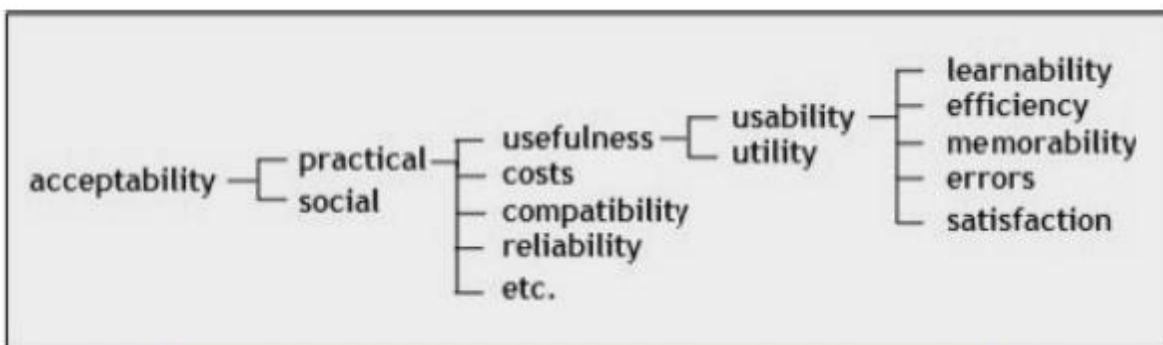 acceptability
practical
social
usefulness
costs
compatibility
reliability
etc.
usability
utility
learnability
efficiency
memorability
errors
satisfaction